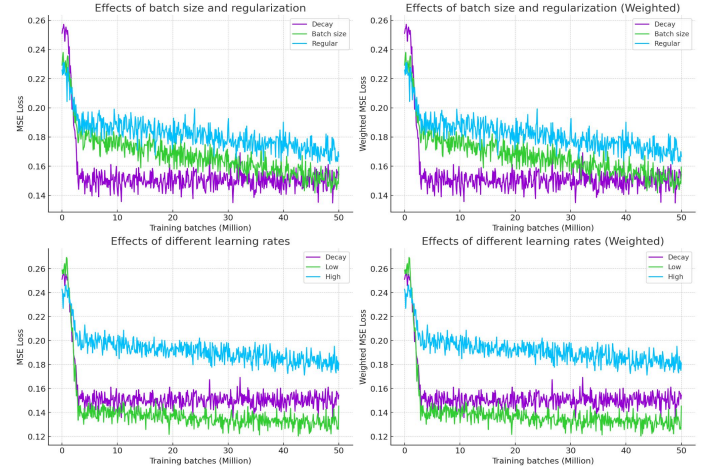 Effects of batch size and regularization
Effects of batch size and regularization (Weighted)
0.26
0.24
0.22
0.20
0.18
0.16
0.14
MSE Loss
Decay
Batch size
Regular
0
10
20
30
40
50
Training batches (Million)
0.26
0.24
0.22
0.20
0.18
0.16
0.14
Weighted MSE Loss
Decay
Batch size
Regular
0
10
20
30
40
50
Training batches (Million)
Effects of different learning rates
Effects of different learning rates (Weighted)
0.26
0.24
0.22
0.20
0.18
0.16
0.14
0.12
MSE Loss
Decay
Low
High
0
10
20
30
40
50
Training batches (Million)
0.26
0.24
0.22
0.20
0.18
0.16
0.14
0.12
Weighted MSE Loss
Decay
Low
High
0
10
20
30
40
50
Training batches (Million)